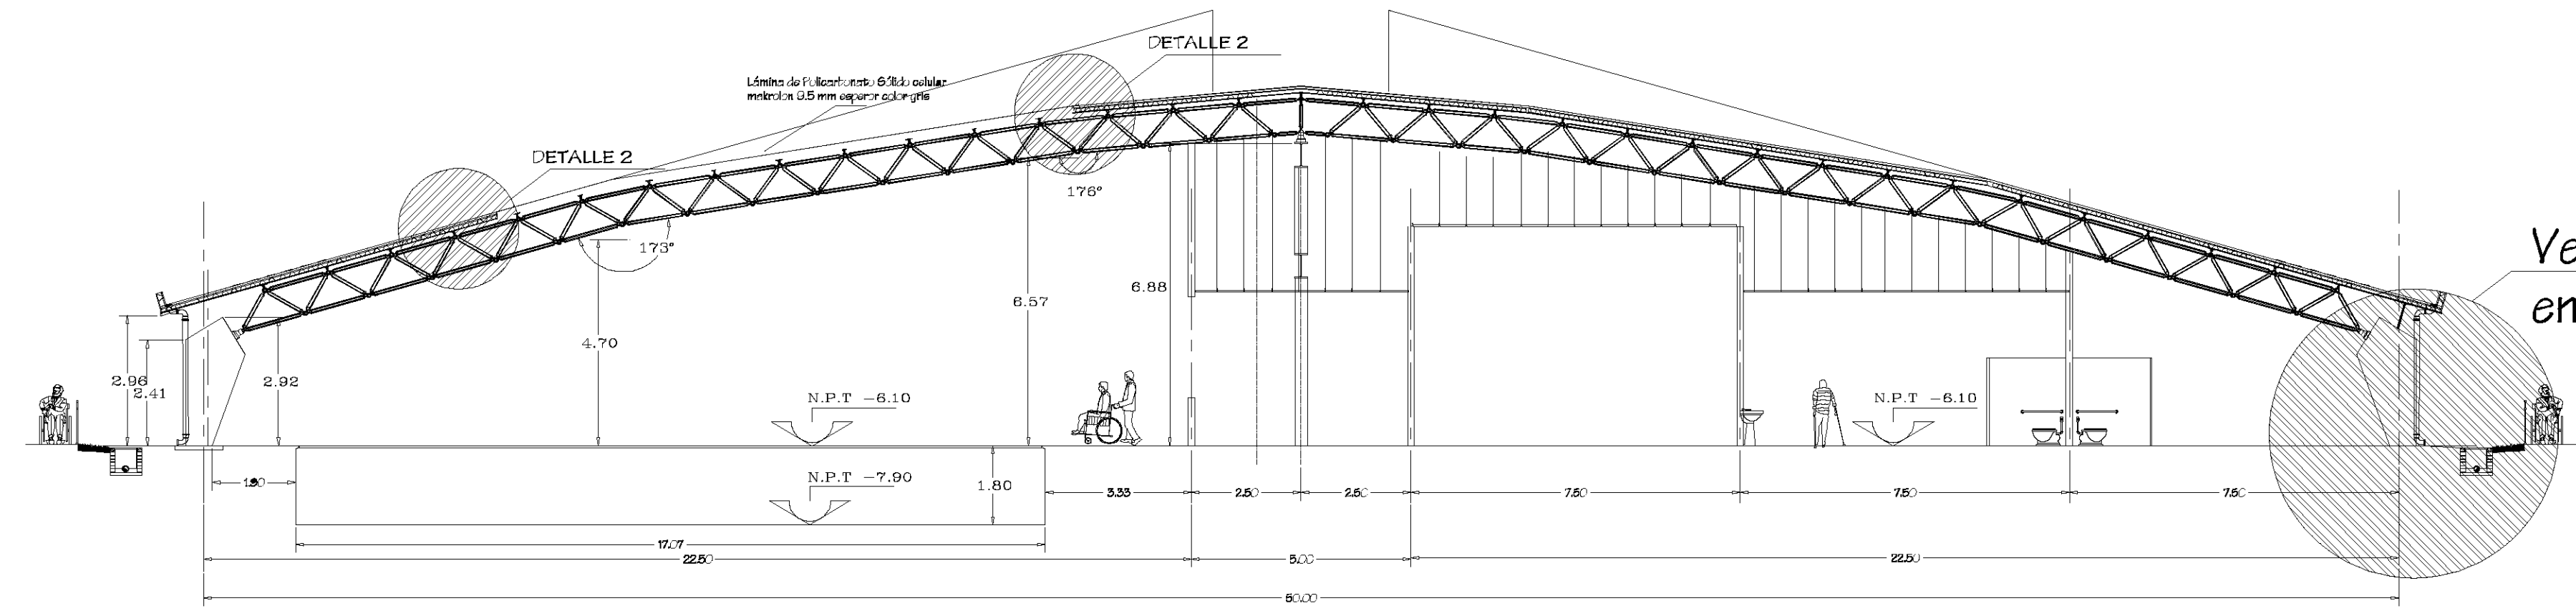 DETALLE 2
Lámina de Policarbonato Sólido celular
makrolon 9.5 mm espesor color gris
DETALLE 2
Ve
en
176°
173°
6.57
6.88
4.70
2.96
2.41
2.92
N.P.T -6.10
N.P.T -6.10
N.P.T -7.90
1.80
3.33
2.50
2.50
7.50
7.50
7.50
17.07
22.50
5.00
22.50
50.00